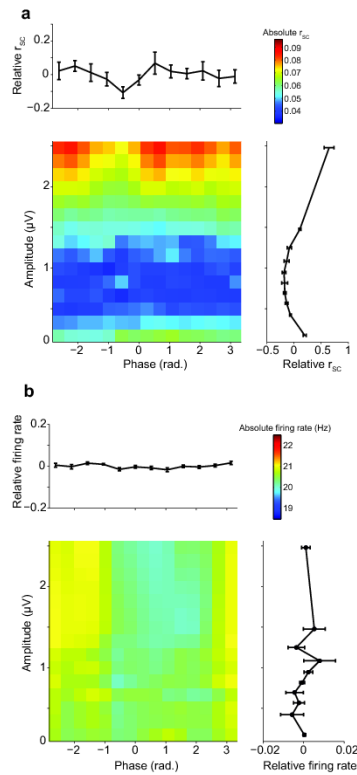 a
Absolute rSC
0.2
0.09
0.08
0
0.07
0.06
0.05
−0.2
0.04
Relative rSC
2
1
0
Amplitude (µV)
−2 −1 0 1 2 3
Phase (rad.)
−0.5 0 0.5 1
Relative rSC
b
0.2
0
−0.2
Relative firing rate
Absolute firing rate (Hz)
22
21
20
19
2
1
0
Amplitude (µV)
−2 −1 0 1 2 3
Phase (rad.)
−0.02 0 0.02
Relative firing rate